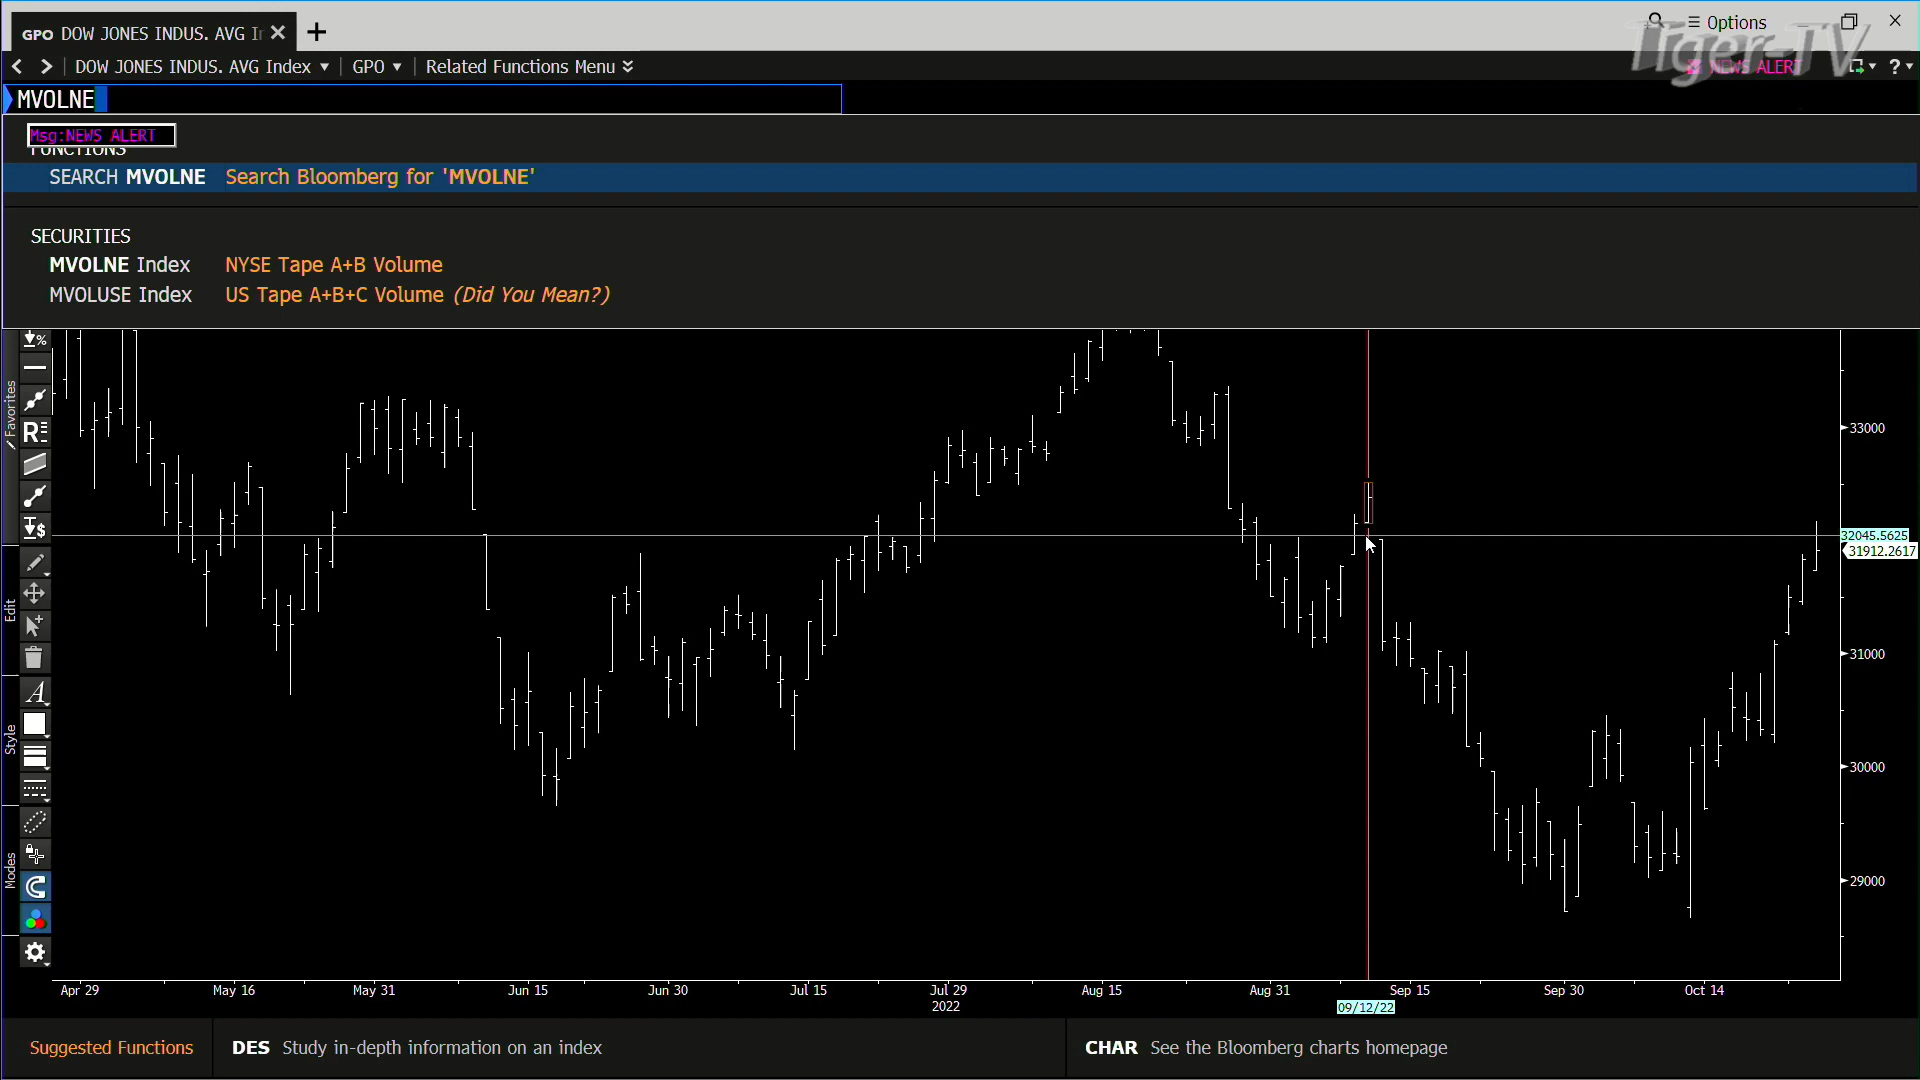 GPO DOW JONES INDUS. AVG I
Options
Tiger-TV
DOW JONES INDUS. AVG Index GPO Related Functions Menu
NEWS ALERT
?
MVOLNE
Msg:NEWS ALERT
FUNCTIONS
SEARCH MVOLNE Search Bloomberg for 'MVOLNE'
SECURITIES
MVOLNE Index NYSE Tape A+B Volume
MVOLUSE Index US Tape A+B+C Volume (Did You Mean?)
Favorites
Edit
Style
Modes
33000
32045.5625
31912.2617
31000
30000
29000
Apr 29 May 16 May 31 Jun 15 Jun 30 Jul 15 Jul 29 Aug 15 Aug 31 Sep 15 Sep 30 Oct 14
2022
09/12/22
Suggested Functions DES Study in-depth information on an index CHAR See the Bloomberg charts homepage